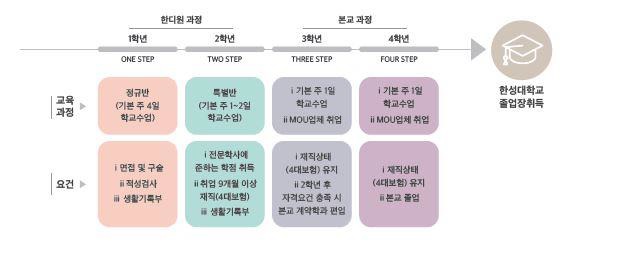 한디원 과정
본교 과정
1학년
2학년
3학년
4학년
ONE STEP
TWO STEP
THREE STEP
FOUR STEP
한성대학교
졸업장취득
교육
과정
정규반
(기본 주 4일
학교수업)
특별반
(기본 주 1~2일
학교수업)
i 기본 주 1일
학교수업
ii MOU업체 취업
i 기본 주 1일
학교수업
ii MOU업체 취업
요건
i 면접 및 구술
ii 적성검사
iii 생활기록부
i 전문학사에
준하는 학점 취득
ii 취업 9개월 이상
재직(4대보험)
iii 생활기록부
i 재직상태
(4대보험) 유지
ii 2학년 후
자격요건 충족 시
본교 계약학과 편입
i 재직상태
(4대보험) 유지
ii 본교 졸업